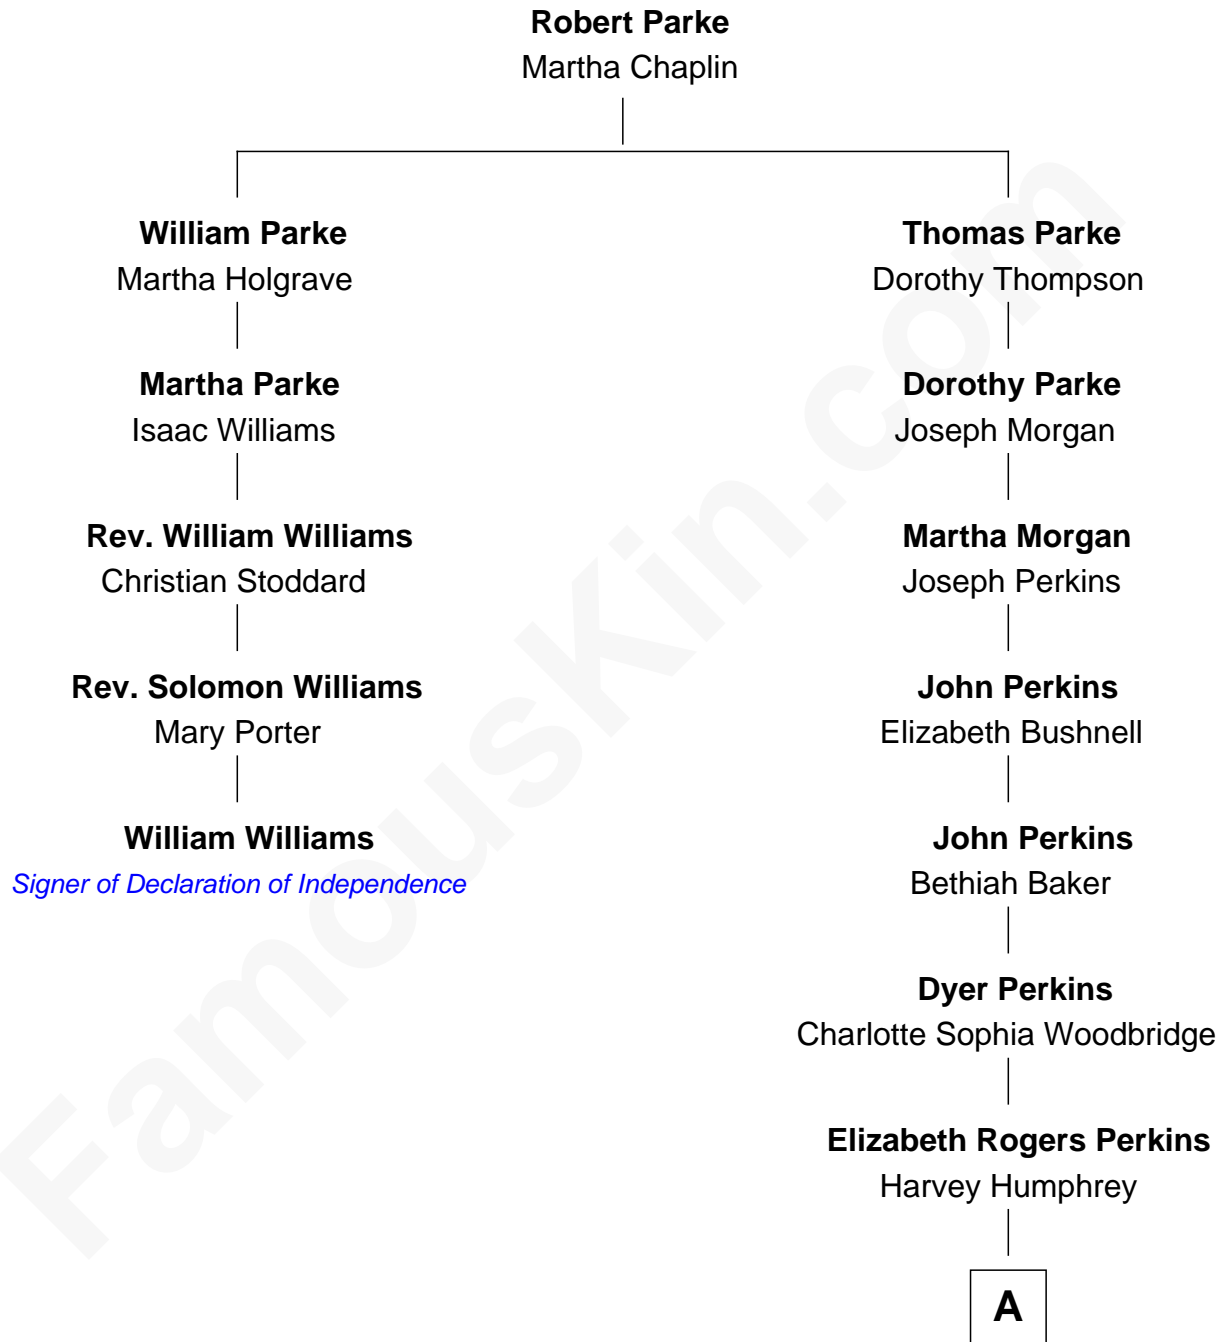 Robert Parke
Martha Chaplin
William Parke
Martha Holgrave
Martha Parke
Isaac Williams
Rev. William Williams
Christian Stoddard
Rev. Solomon Williams
Mary Porter
William Williams
Signer of Declaration of Independence
Thomas Parke
Dorothy Thompson
Dorothy Parke
Joseph Morgan
Martha Morgan
Joseph Perkins
John Perkins
Elizabeth Bushnell
John Perkins
Bethiah Baker
Dyer Perkins
Charlotte Sophia Woodbridge
Elizabeth Rogers Perkins
Harvey Humphrey
A
FamousKin.com